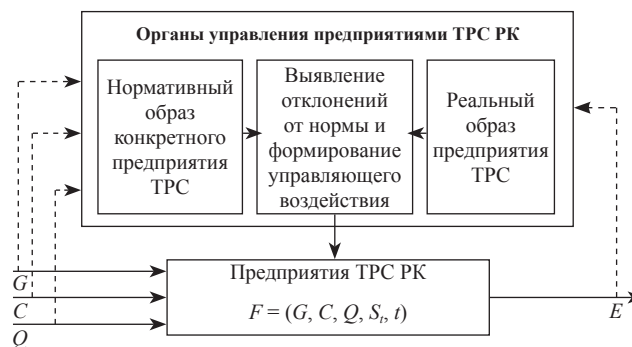 Органы управления предприятиями ТРС РК
Нормативный
образ
конкретного
предприятия
ТРС
Выявление
отклонений
от нормы и
формирование
управляющего
воздействия
Реальный
образ
предприятия
ТРС
G
C
Q
Предприятия ТРС РК
F = (G, C, Q, Sₜ, t)
E